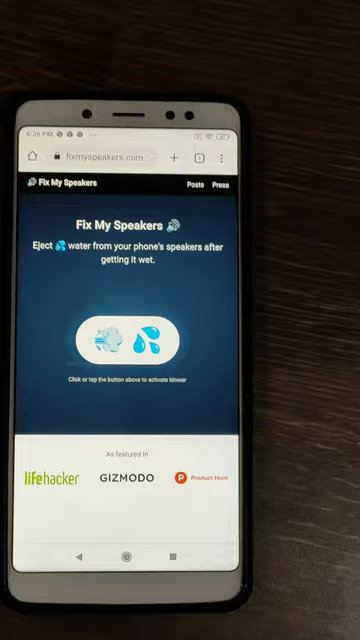 6:36 PM
fixmyspeakers.com
1
Fix My Speakers
Posts Press
Fix My Speakers
Eject 💦 water from your phone's speakers after
getting it wet.
Click or tap the button above to activate blower
As featured in
lifehacker
GIZMODO
P Product Hunt